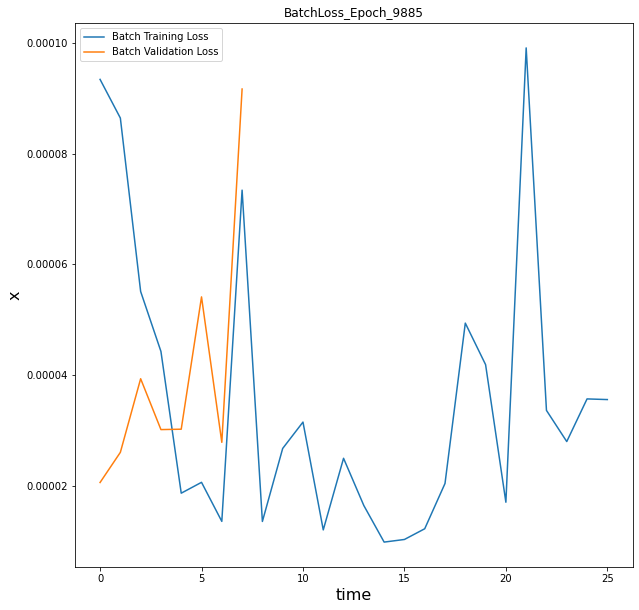 BatchLoss_Epoch_9885
Batch Training Loss
Batch Validation Loss
0.00010
0.00008
0.00006
0.00004
0.00002
x
0 5 10 15 20 25
time